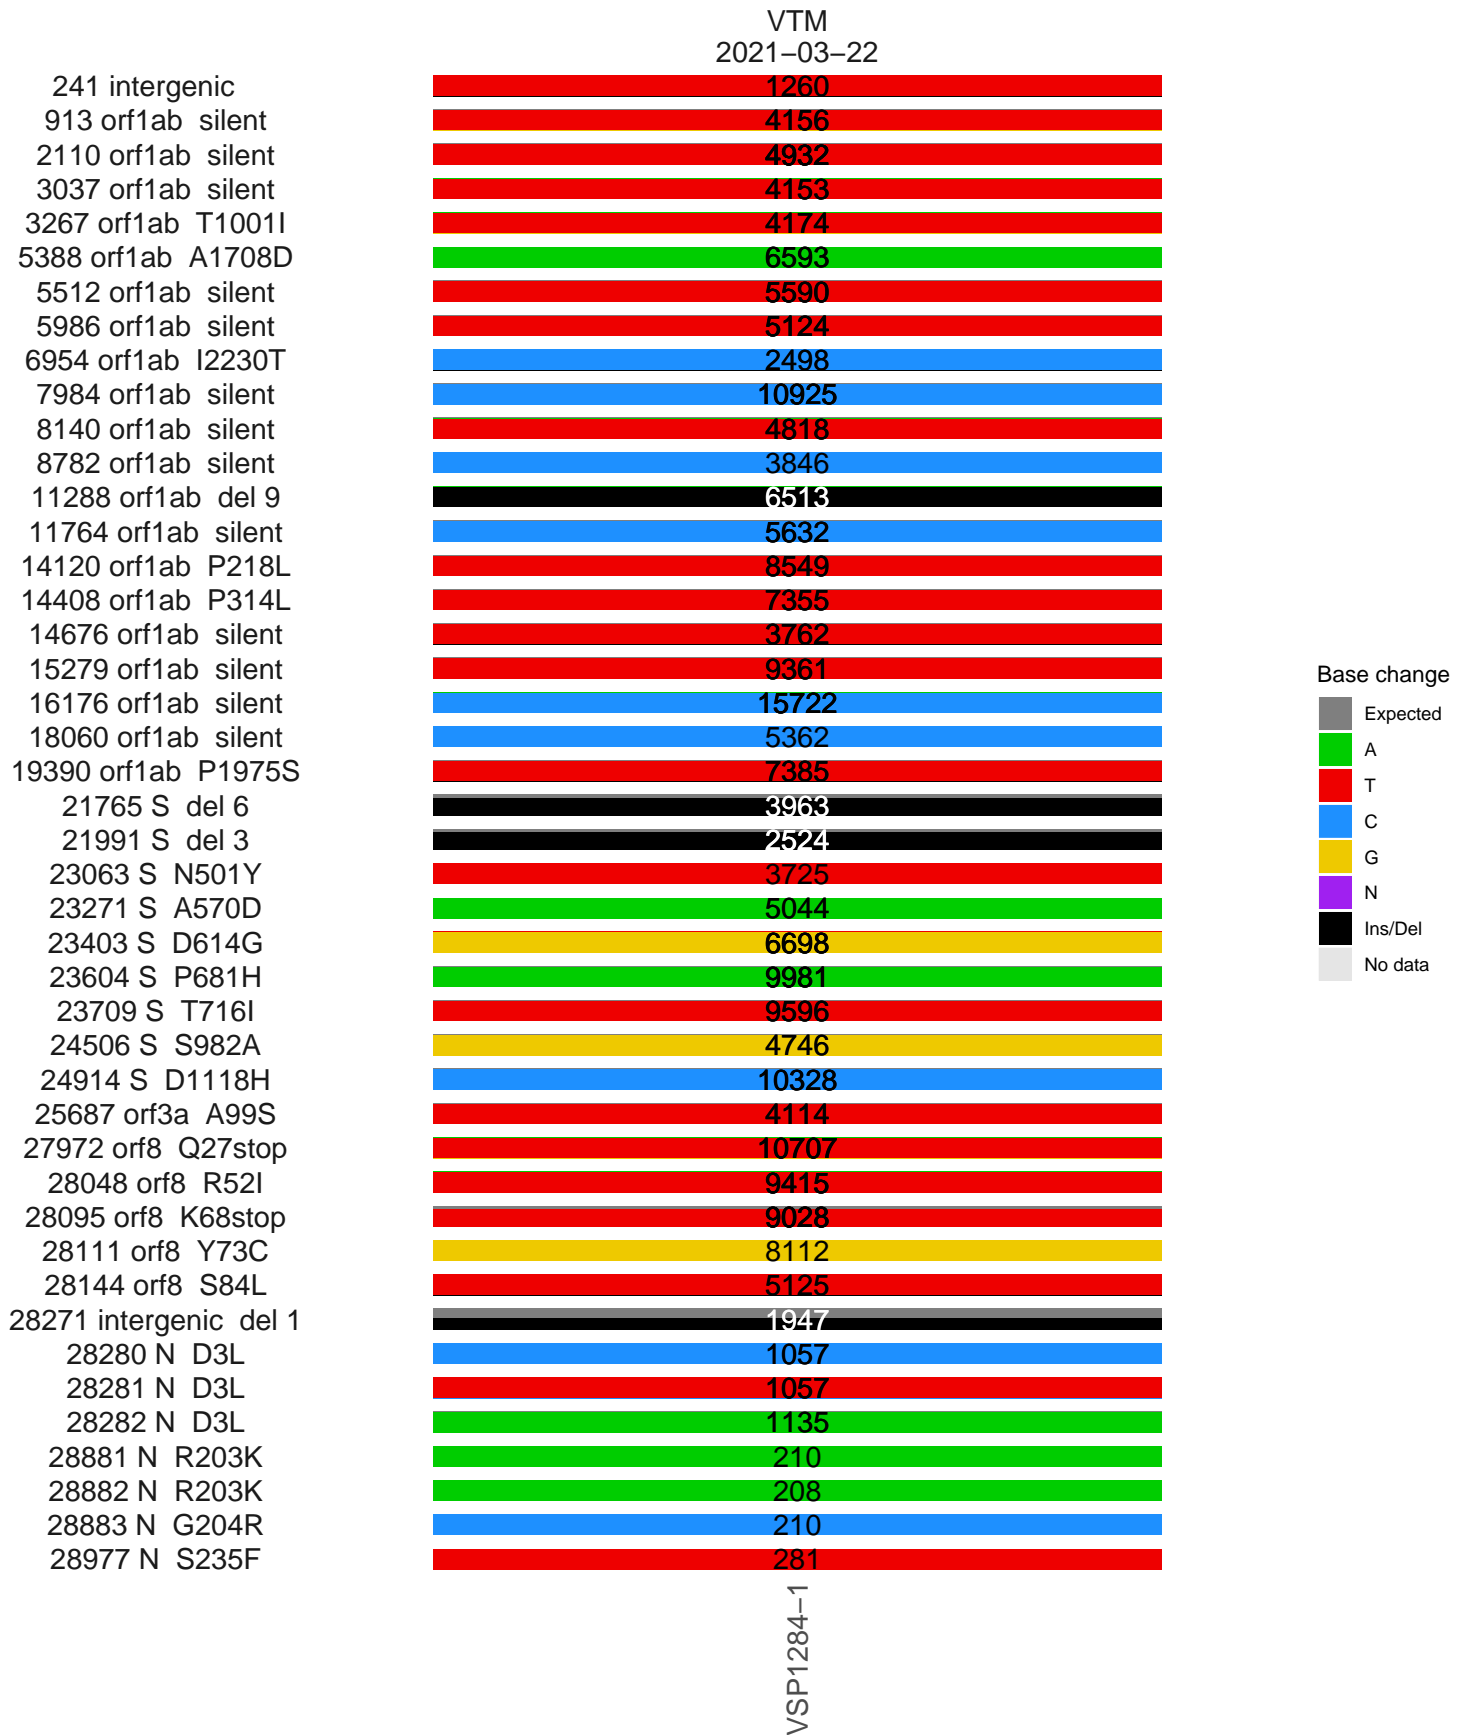 VTM
2021−03−22
241 intergenic 1260
913 orf1ab silent 4156
2110 orf1ab silent 4932
3037 orf1ab silent 4153
3267 orf1ab T1001I 4174
5388 orf1ab A1708D 6593
5512 orf1ab silent 5590
5986 orf1ab silent 5124
6954 orf1ab I2230T 2498
7984 orf1ab silent 10925
8140 orf1ab silent 4818
8782 orf1ab silent 3846
11288 orf1ab del 9 6513
11764 orf1ab silent 5632
14120 orf1ab P218L 8549
14408 orf1ab P314L 7355
14676 orf1ab silent 3762
15279 orf1ab silent 9361
16176 orf1ab silent 15722
18060 orf1ab silent 5362
19390 orf1ab P1975S 7385
21765 S del 6 3963
21991 S del 3 2524
23063 S N501Y 3725
23271 S A570D 5044
23403 S D614G 6698
23604 S P681H 9981
23709 S T716I 9596
24506 S S982A 4746
24914 S D1118H 10328
25687 orf3a A99S 4114
27972 orf8 Q27stop 10707
28048 orf8 R52I 9415
28095 orf8 K68stop 9028
28111 orf8 Y73C 8112
28144 orf8 S84L 5125
28271 intergenic del 1 1947
28280 N D3L 1057
28281 N D3L 1057
28282 N D3L 1135
28881 N R203K 210
28882 N R203K 208
28883 N G204R 210
28977 N S235F 281
VSP1284−1
Base change
Expected
A
T
C
G
N
Ins/Del
No data